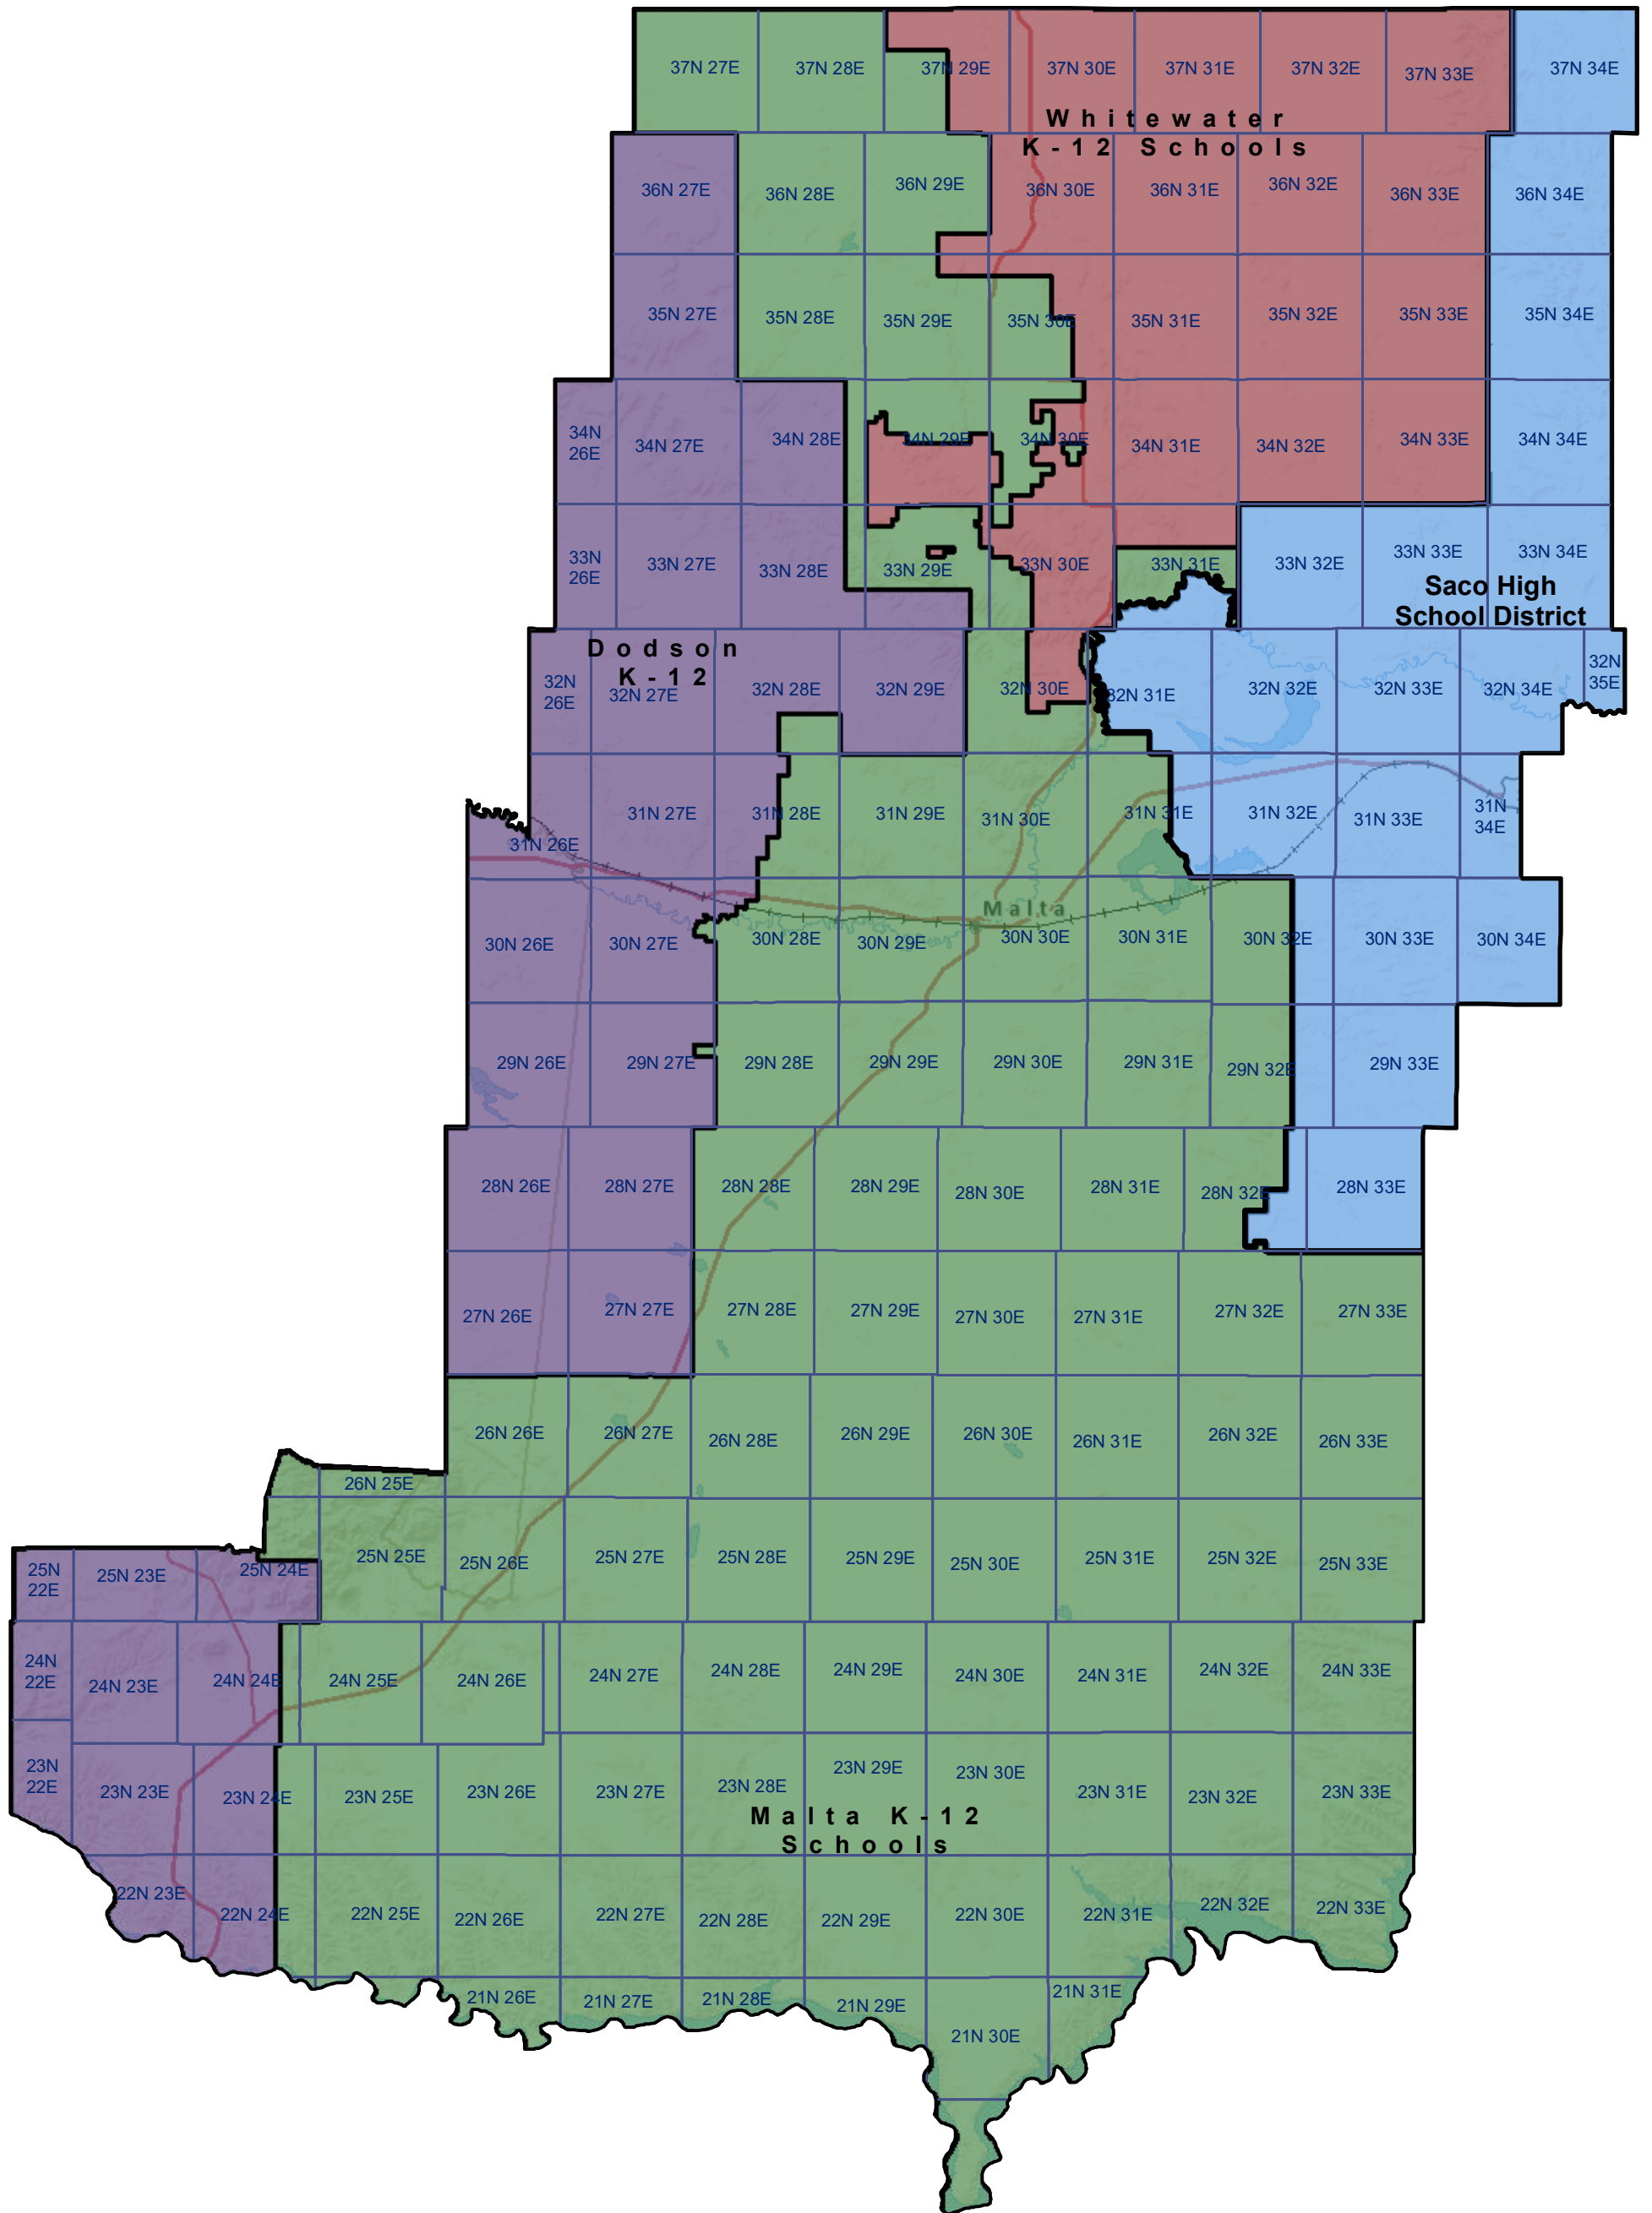 37N 27E
37N 28E
37N 29E
37N 30E
37N 31E
37N 32E
37N 33E
37N 34E
Whitewater
K-12 Schools
36N 27E
36N 28E
36N 29E
36N 30E
36N 31E
36N 32E
36N 33E
36N 34E
35N 27E
35N 28E
35N 29E
35N 30E
35N 31E
35N 32E
35N 33E
35N 34E
34N
26E
34N 27E
34N 28E
34N 29E
34N 30E
34N 31E
34N 32E
34N 33E
34N 34E
33N
26E
33N 27E
33N 28E
33N 29E
33N 30E
33N 31E
33N 32E
33N 33E
33N 34E
Saco High
School District
Dodson
K-12
32N
26E
32N 27E
32N 28E
32N 29E
32N 30E
32N 31E
32N 32E
32N 33E
32N 34E
32N
35E
31N 26E
31N 27E
31N 28E
31N 29E
31N 30E
31N 31E
31N 32E
31N 33E
31N
34E
Malta
30N 26E
30N 27E
30N 28E
30N 29E
30N 30E
30N 31E
30N 32E
30N 33E
30N 34E
29N 26E
29N 27E
29N 28E
29N 29E
29N 30E
29N 31E
29N 32E
29N 33E
28N 26E
28N 27E
28N 28E
28N 29E
28N 30E
28N 31E
28N 32E
28N 33E
27N 26E
27N 27E
27N 28E
27N 29E
27N 30E
27N 31E
27N 32E
27N 33E
26N 25E
26N 26E
26N 27E
26N 28E
26N 29E
26N 30E
26N 31E
26N 32E
26N 33E
25N
22E
25N 23E
25N 24E
25N 25E
25N 26E
25N 27E
25N 28E
25N 29E
25N 30E
25N 31E
25N 32E
25N 33E
24N
22E
24N 23E
24N 24E
24N 25E
24N 26E
24N 27E
24N 28E
24N 29E
24N 30E
24N 31E
24N 32E
24N 33E
23N
22E
23N 23E
23N 24E
23N 25E
23N 26E
23N 27E
23N 28E
23N 29E
23N 30E
23N 31E
23N 32E
23N 33E
Malta K-12
Schools
22N 23E
22N 24E
22N 25E
22N 26E
22N 27E
22N 28E
22N 29E
22N 30E
22N 31E
22N 32E
22N 33E
21N 26E
21N 27E
21N 28E
21N 29E
21N 30E
21N 31E